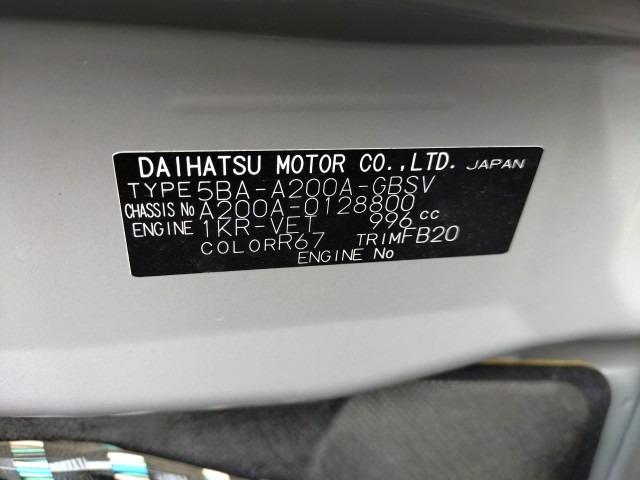 DAIHATSU MOTOR CO.,LTD. JAPAN
TYPE 5BA-A200A-GBSV
CHASSIS No A200A-0128800
ENGINE 1KR-VET 996 cc
COLOR R67 TRIM FB20
ENGINE No